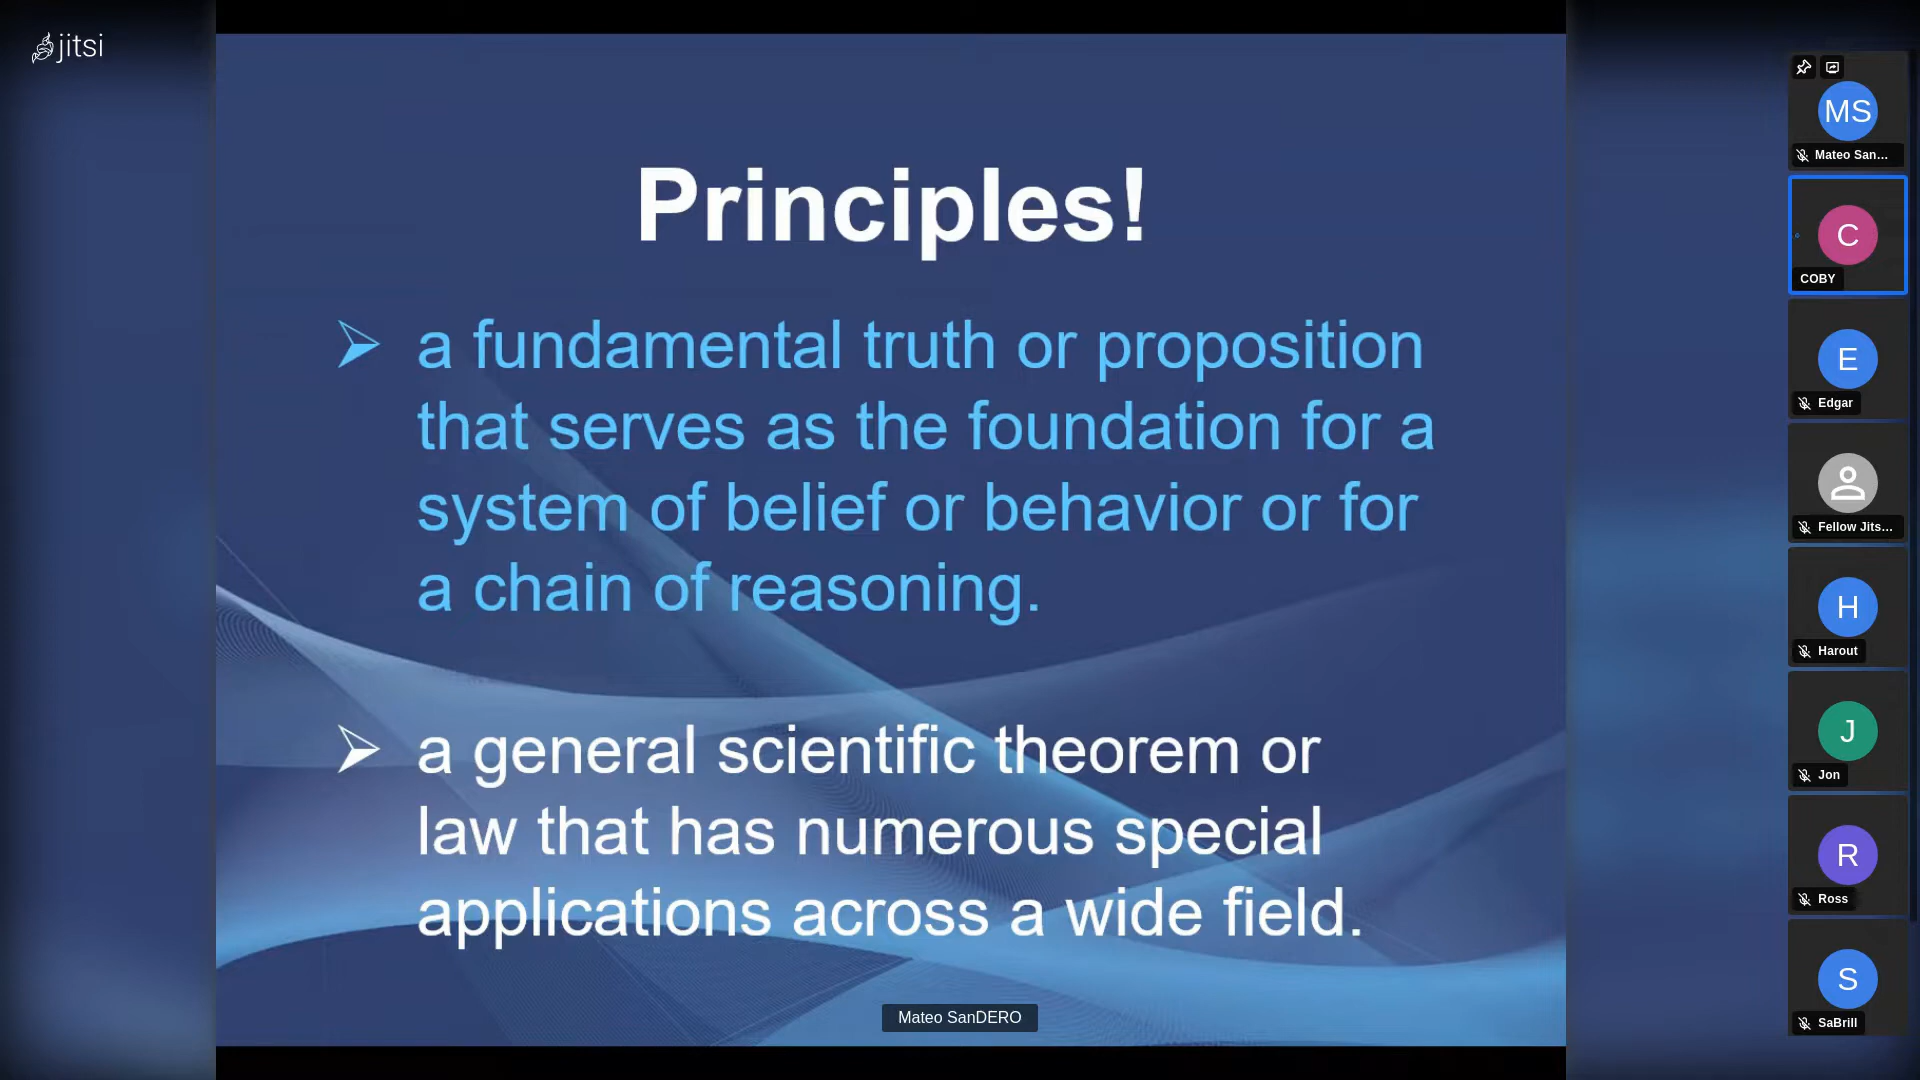 jitsi
Principles!
➢ a fundamental truth or proposition
that serves as the foundation for a
system of belief or behavior or for
a chain of reasoning.
➢ a general scientific theorem or
law that has numerous special
applications across a wide field.
Mateo SanDERO
MS
Mateo San...
C
COBY
E
Edgar
Fellow Jits...
H
Harout
J
Jon
R
Ross
S
SaBrill